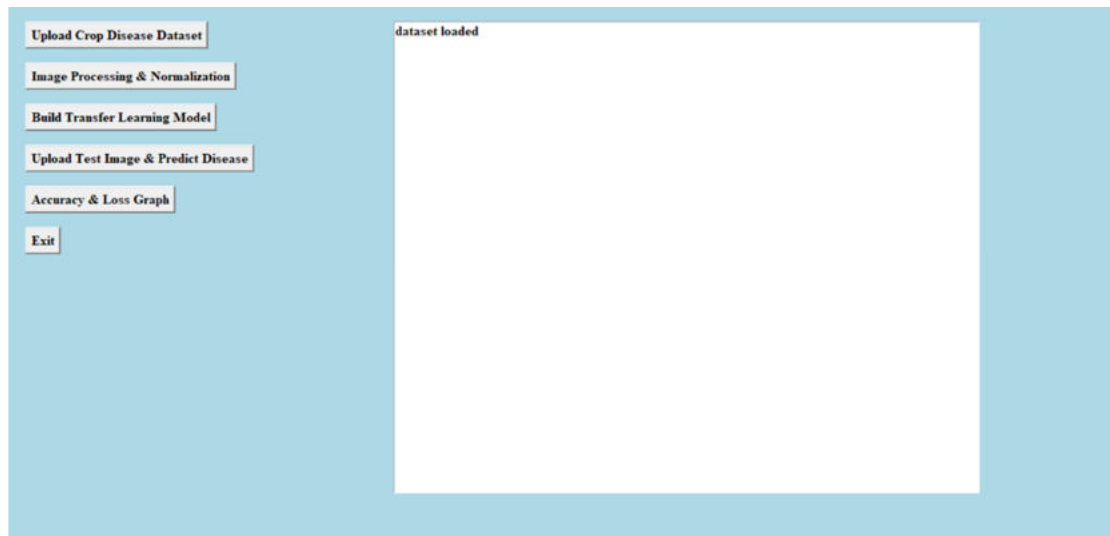 Upload Crop Disease Dataset
Image Processing & Normalization
Build Transfer Learning Model
Upload Test Image & Predict Disease
Accuracy & Loss Graph
Exit
dataset loaded